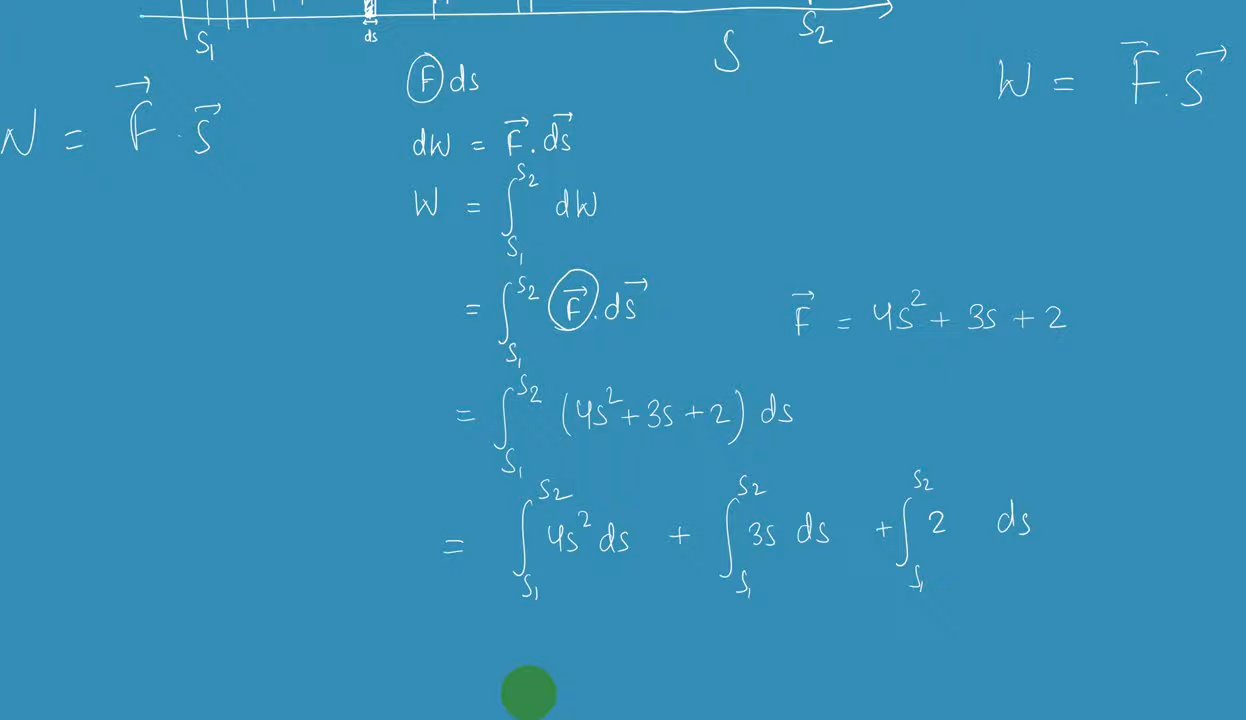 S₁ ds S S₂
F ds
W = F⃗ . s⃗
W = F⃗ . s⃗
dW = F⃗ . ds⃗
W = ∫_{S₁}^{S₂} dW
= ∫_{S₁}^{S₂} F⃗ . ds⃗
F⃗ = 4s² + 3s + 2
= ∫_{S₁}^{S₂} (4s² + 3s + 2) ds
= ∫_{S₁}^{S₂} 4s² ds + ∫_{S₁}^{S₂} 3s ds + ∫_{S₁}^{S₂} 2 ds